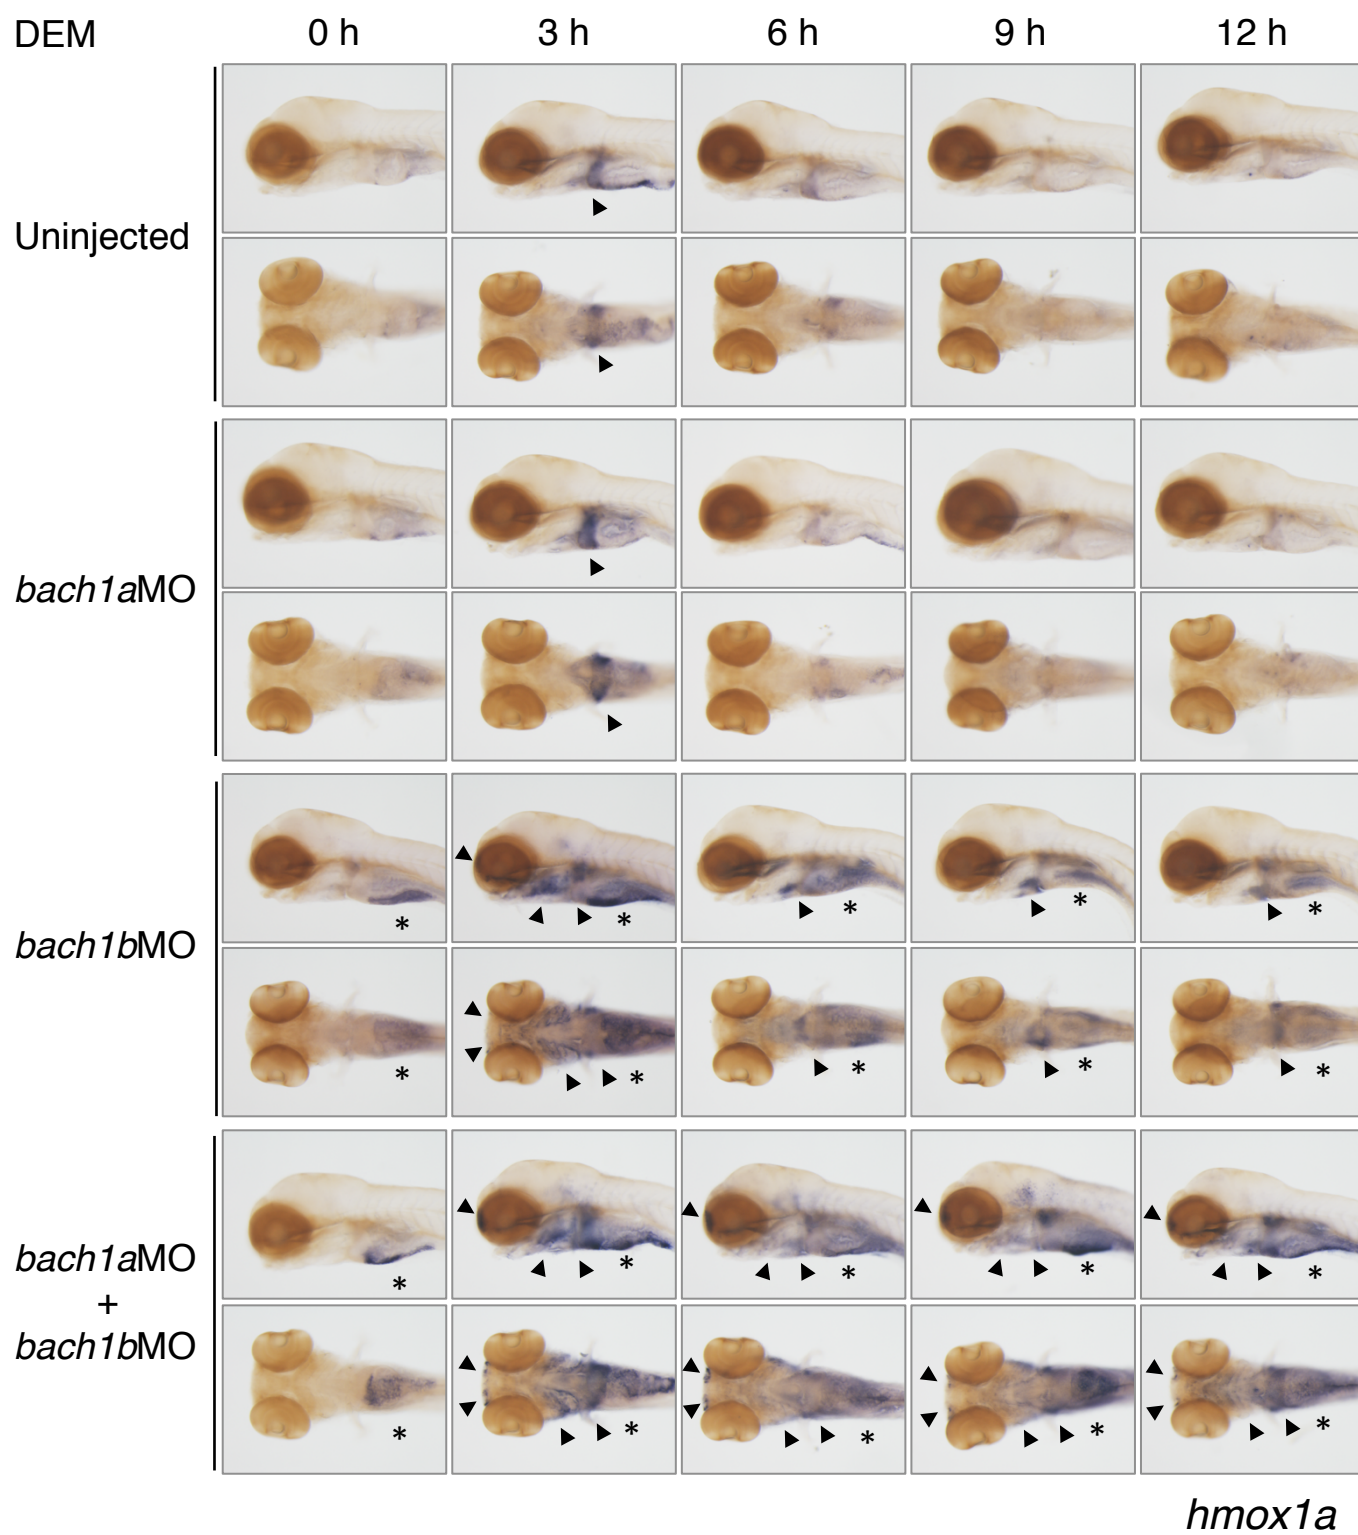 DEM 0 h 3 h 6 h 9 h 12 h
Uninjected
bach1aMO
* * * * *
bach1bMO
* * * * *
* * * * *
bach1aMO
+
bach1bMO
* * * * *
hmox1a